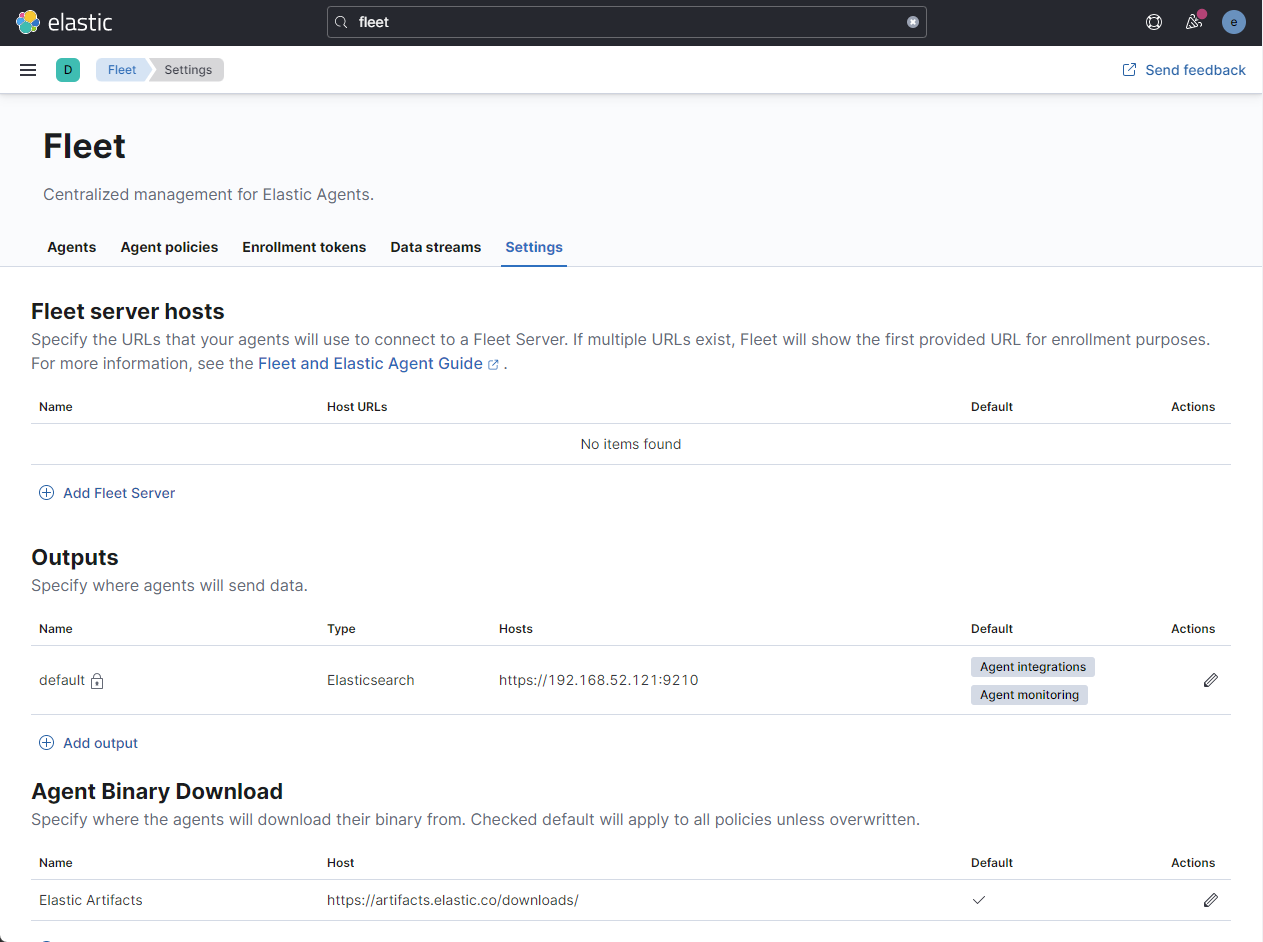 elastic
fleet
e
D
Fleet
Settings
Send feedback
Fleet
Centralized management for Elastic Agents.
Agents
Agent policies
Enrollment tokens
Data streams
Settings
Fleet server hosts
Specify the URLs that your agents will use to connect to a Fleet Server. If multiple URLs exist, Fleet will show the first provided URL for enrollment purposes.
For more information, see the Fleet and Elastic Agent Guide .
Name Host URLs Default Actions
No items found
Add Fleet Server
Outputs
Specify where agents will send data.
Name Type Hosts Default Actions
default Elasticsearch https://192.168.52.121:9210 Agent integrations
Agent monitoring
Add output
Agent Binary Download
Specify where the agents will download their binary from. Checked default will apply to all policies unless overwritten.
Name Host Default Actions
Elastic Artifacts https://artifacts.elastic.co/downloads/